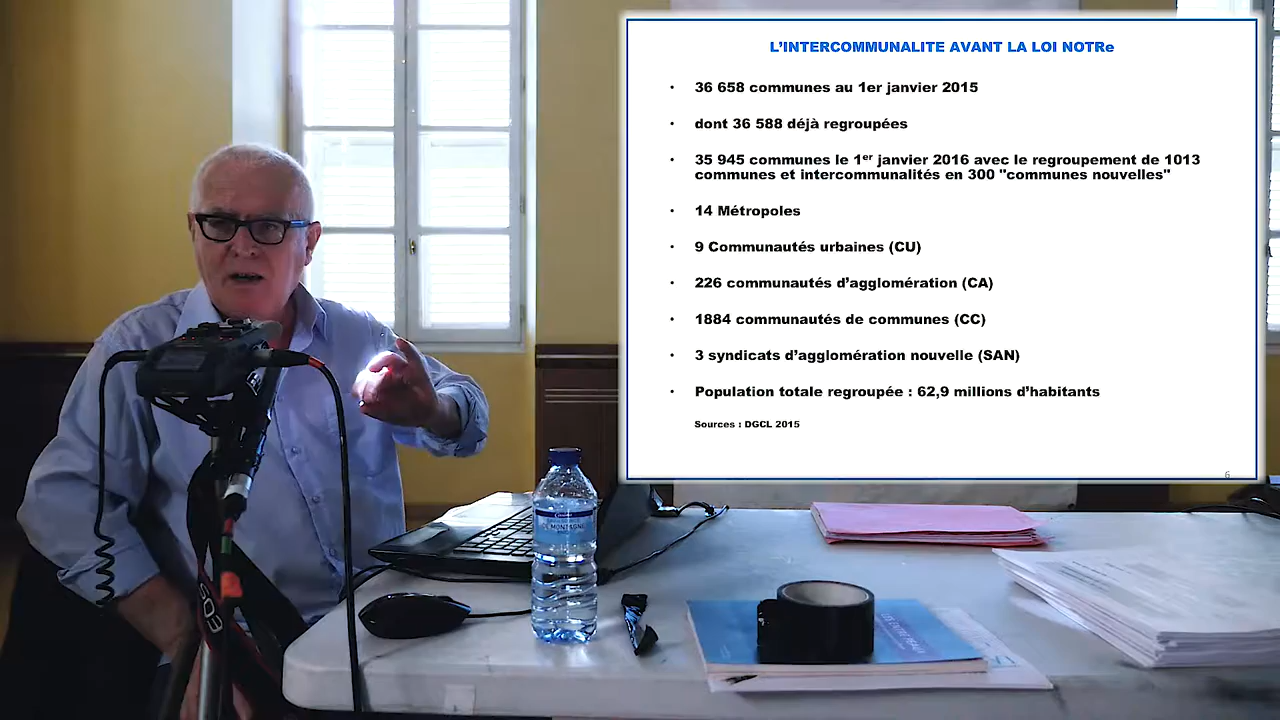 L'INTERCOMMUNALITE AVANT LA LOI NOTRe
• 36 658 communes au 1er janvier 2015
• dont 36 588 déjà regroupées
• 35 945 communes le 1er janvier 2016 avec le regroupement de 1013
communes et intercommunalités en 300 "communes nouvelles"
• 14 Métropoles
• 9 Communautés urbaines (CU)
• 226 communautés d'agglomération (CA)
• 1884 communautés de communes (CC)
• 3 syndicats d'agglomération nouvelle (SAN)
• Population totale regroupée : 62,9 millions d'habitants
Sources : DGCL 2015
6
DE MONTAGNE
EOS